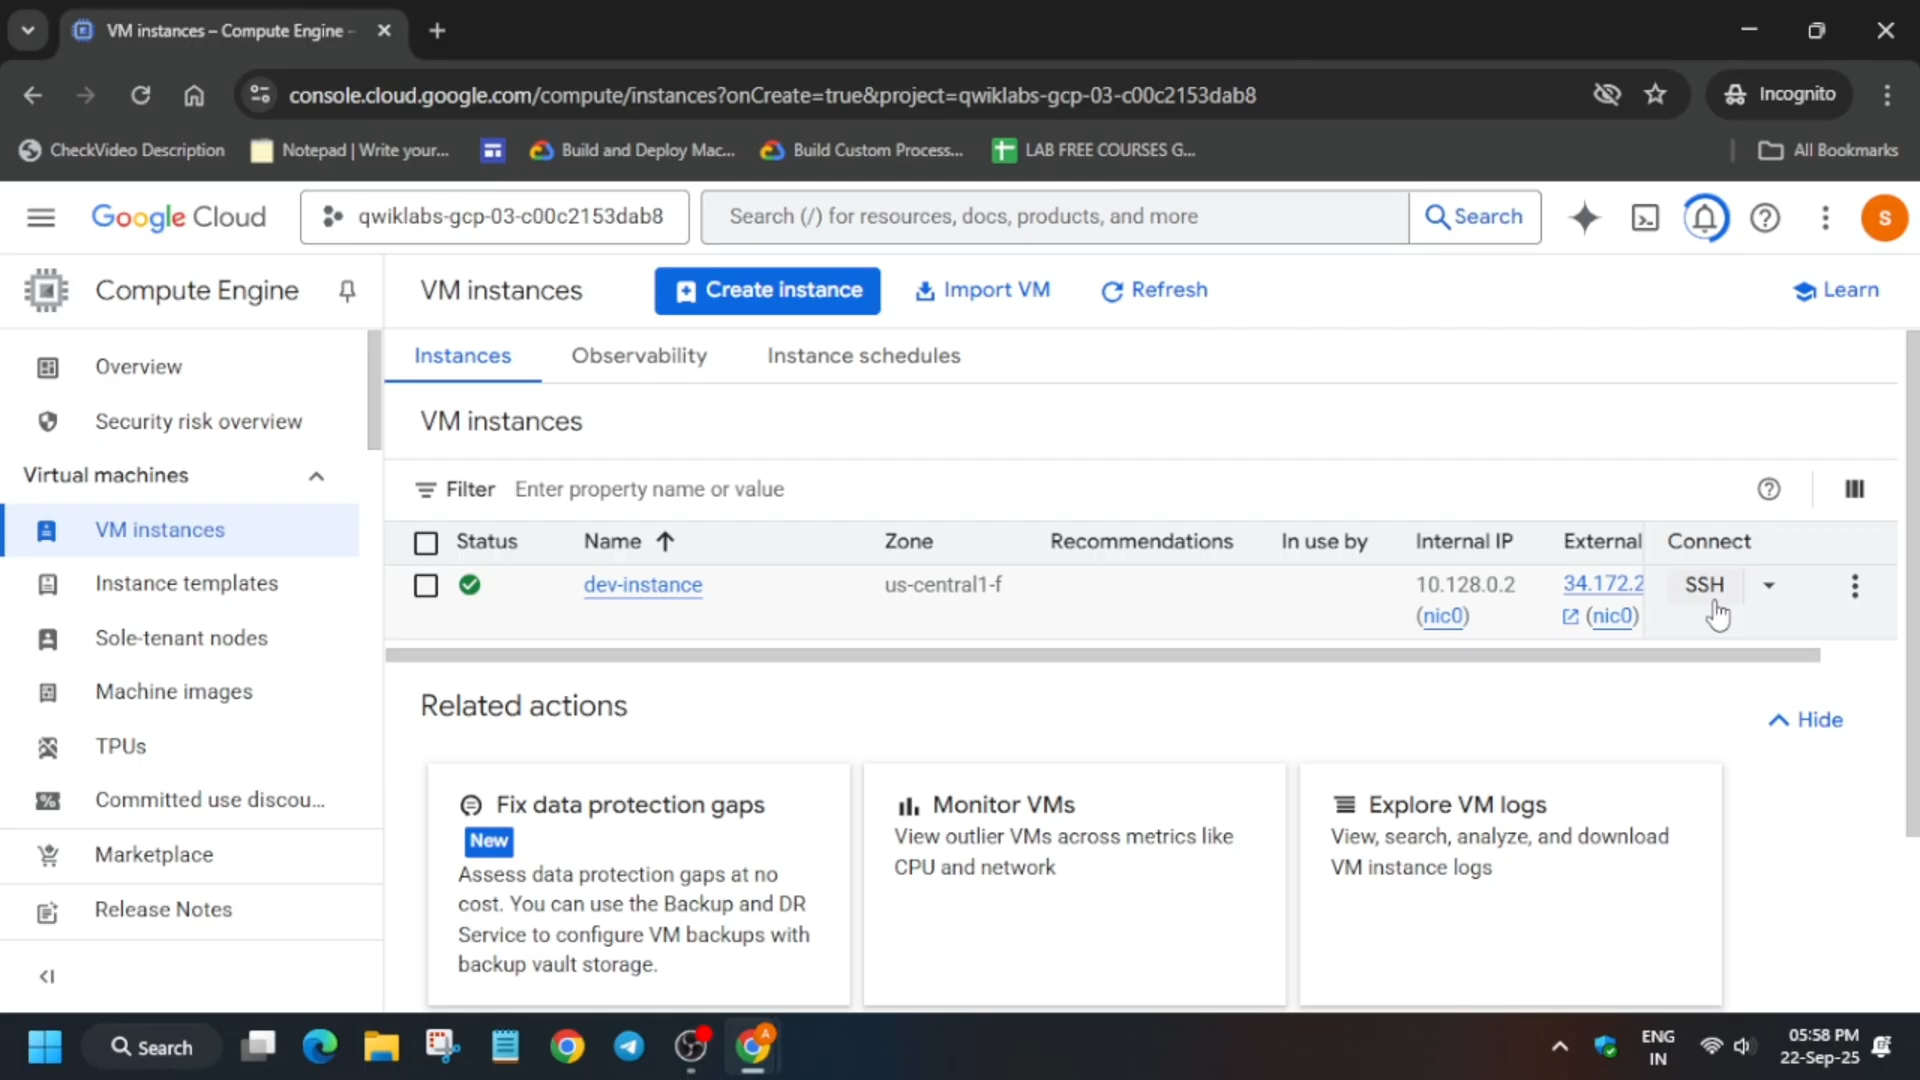 VM instances – Compute Engine -
console.cloud.google.com/compute/instances?onCreate=true&project=qwiklabs-gcp-03-c00c2153dab8
Incognito
CheckVideo Description
Notepad | Write your...
Build and Deploy Mac...
Build Custom Process...
LAB FREE COURSES G...
All Bookmarks
Google Cloud
qwiklabs-gcp-03-c00c2153dab8
Search (/) for resources, docs, products, and more
Search
S
Compute Engine
VM instances
Create instance
Import VM
Refresh
Learn
Overview
Security risk overview
Virtual machines
VM instances
Instance templates
Sole-tenant nodes
Machine images
TPUs
Committed use discou...
Marketplace
Release Notes
Instances
Observability
Instance schedules
VM instances
Filter
Enter property name or value
Status
Name
Zone
Recommendations
In use by
Internal IP
External
Connect
dev-instance
us-central1-f
10.128.0.2
34.172.2
SSH
(nic0)
(nic0)
Related actions
Hide
Fix data protection gaps
New
Assess data protection gaps at no
cost. You can use the Backup and DR
Service to configure VM backups with
backup vault storage.
Monitor VMs
View outlier VMs across metrics like
CPU and network
Explore VM logs
View, search, analyze, and download
VM instance logs
Search
A
ENG
IN
05:58 PM
22-Sep-25